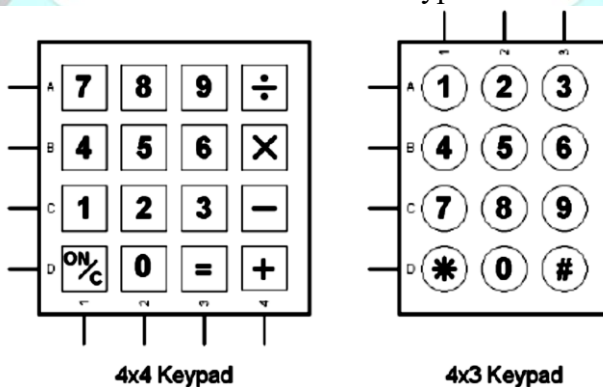 A 7 8 9 ÷
B 4 5 6 ×
C 1 2 3 −
D ON/C 0 = +
1 2 3 4
4x4 Keypad
1 2 3
A 1 2 3
B 4 5 6
C 7 8 9
D * 0 #
4x3 Keypad